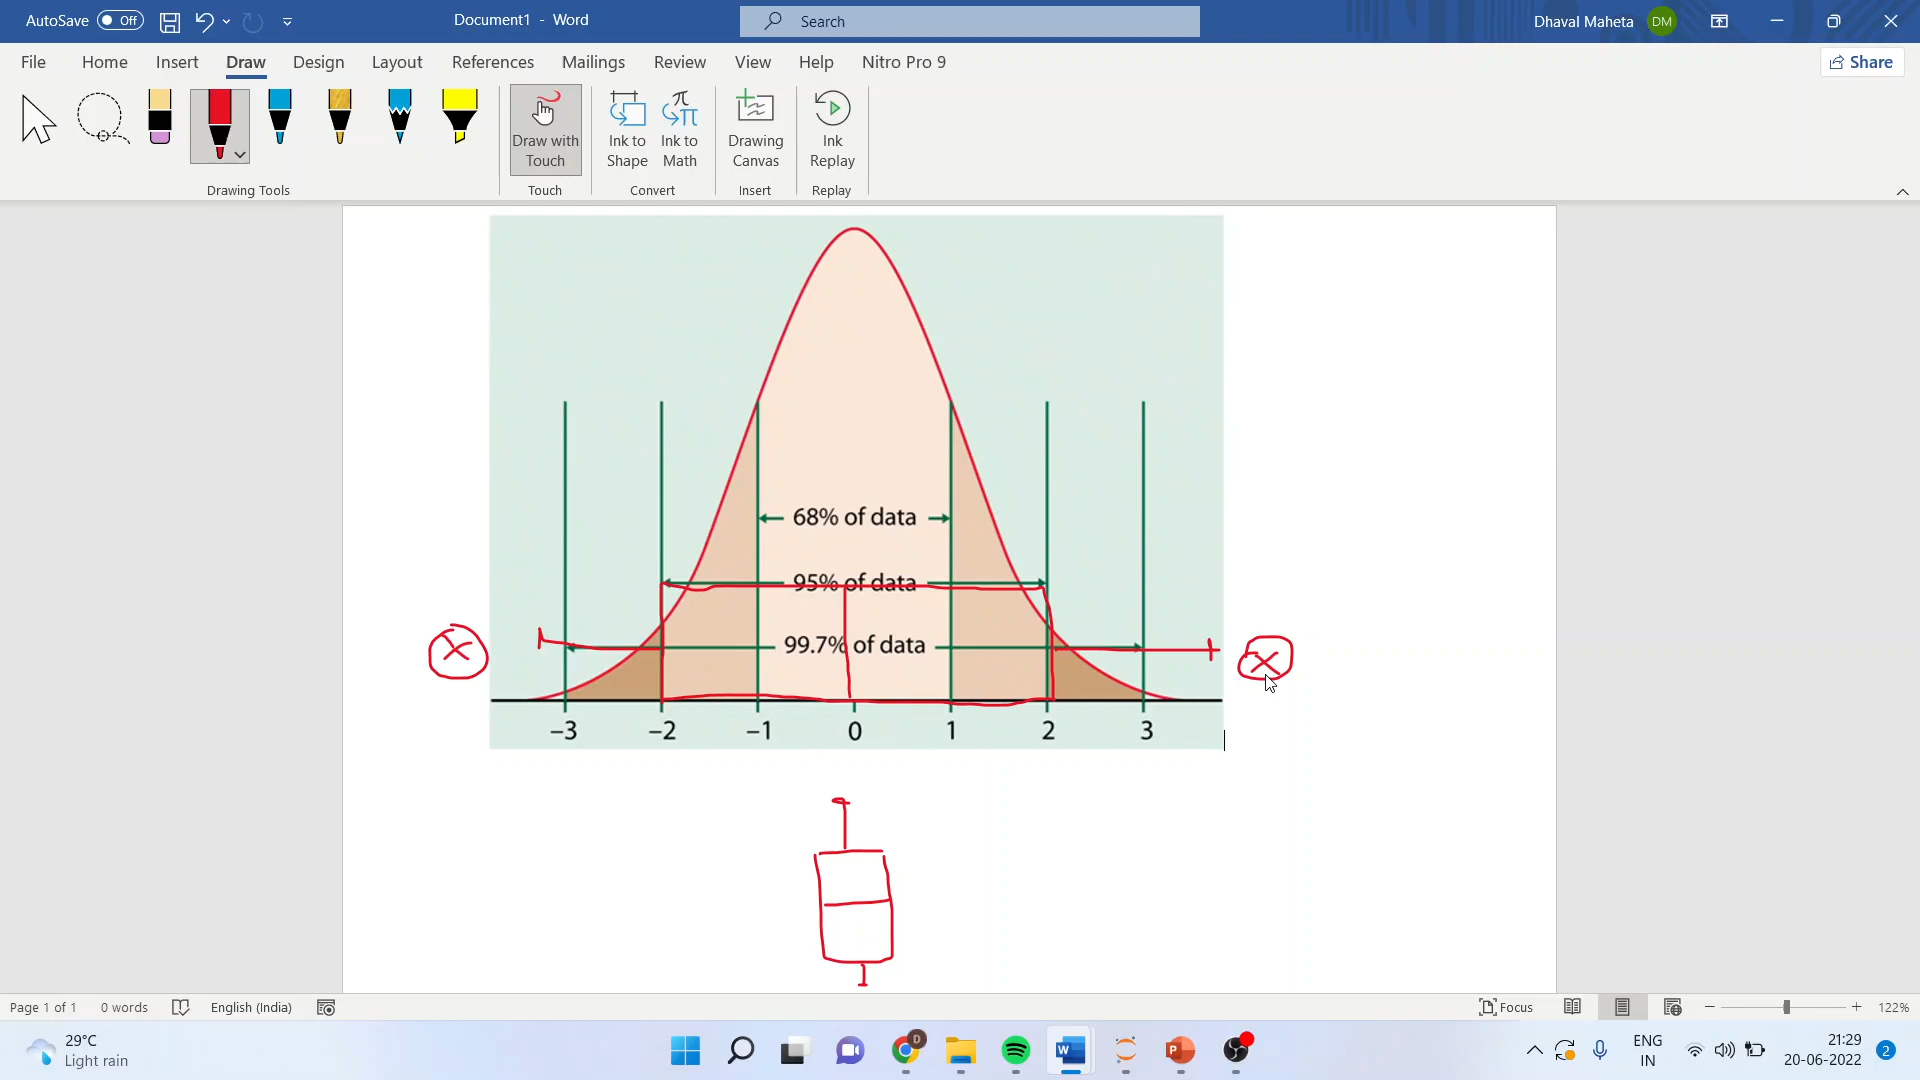 AutoSave Off Document1 - Word Search Dhaval Maheta DM
File Home Insert Draw Design Layout References Mailings Review View Help Nitro Pro 9 Share
Draw with Touch
Ink to Shape
Ink to Math
Drawing Canvas
Ink Replay
Drawing Tools Touch Convert Insert Replay
68% of data
95% of data
99.7% of data
–3 –2 –1 0 1 2 3
Page 1 of 1 0 words English (India) Focus 122%
29°C
Light rain
D
ENG
IN
21:29
20-06-2022
2